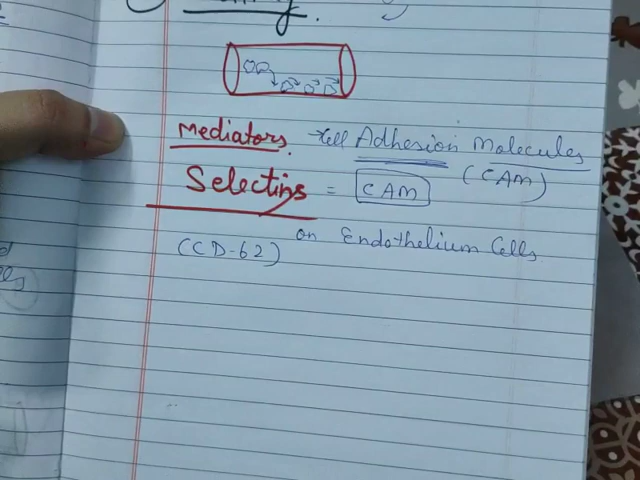 Mediators. → Cell Adhesion Molecules
(CAM)
Selectins = CAM
(CD-62) on Endothelium Cells